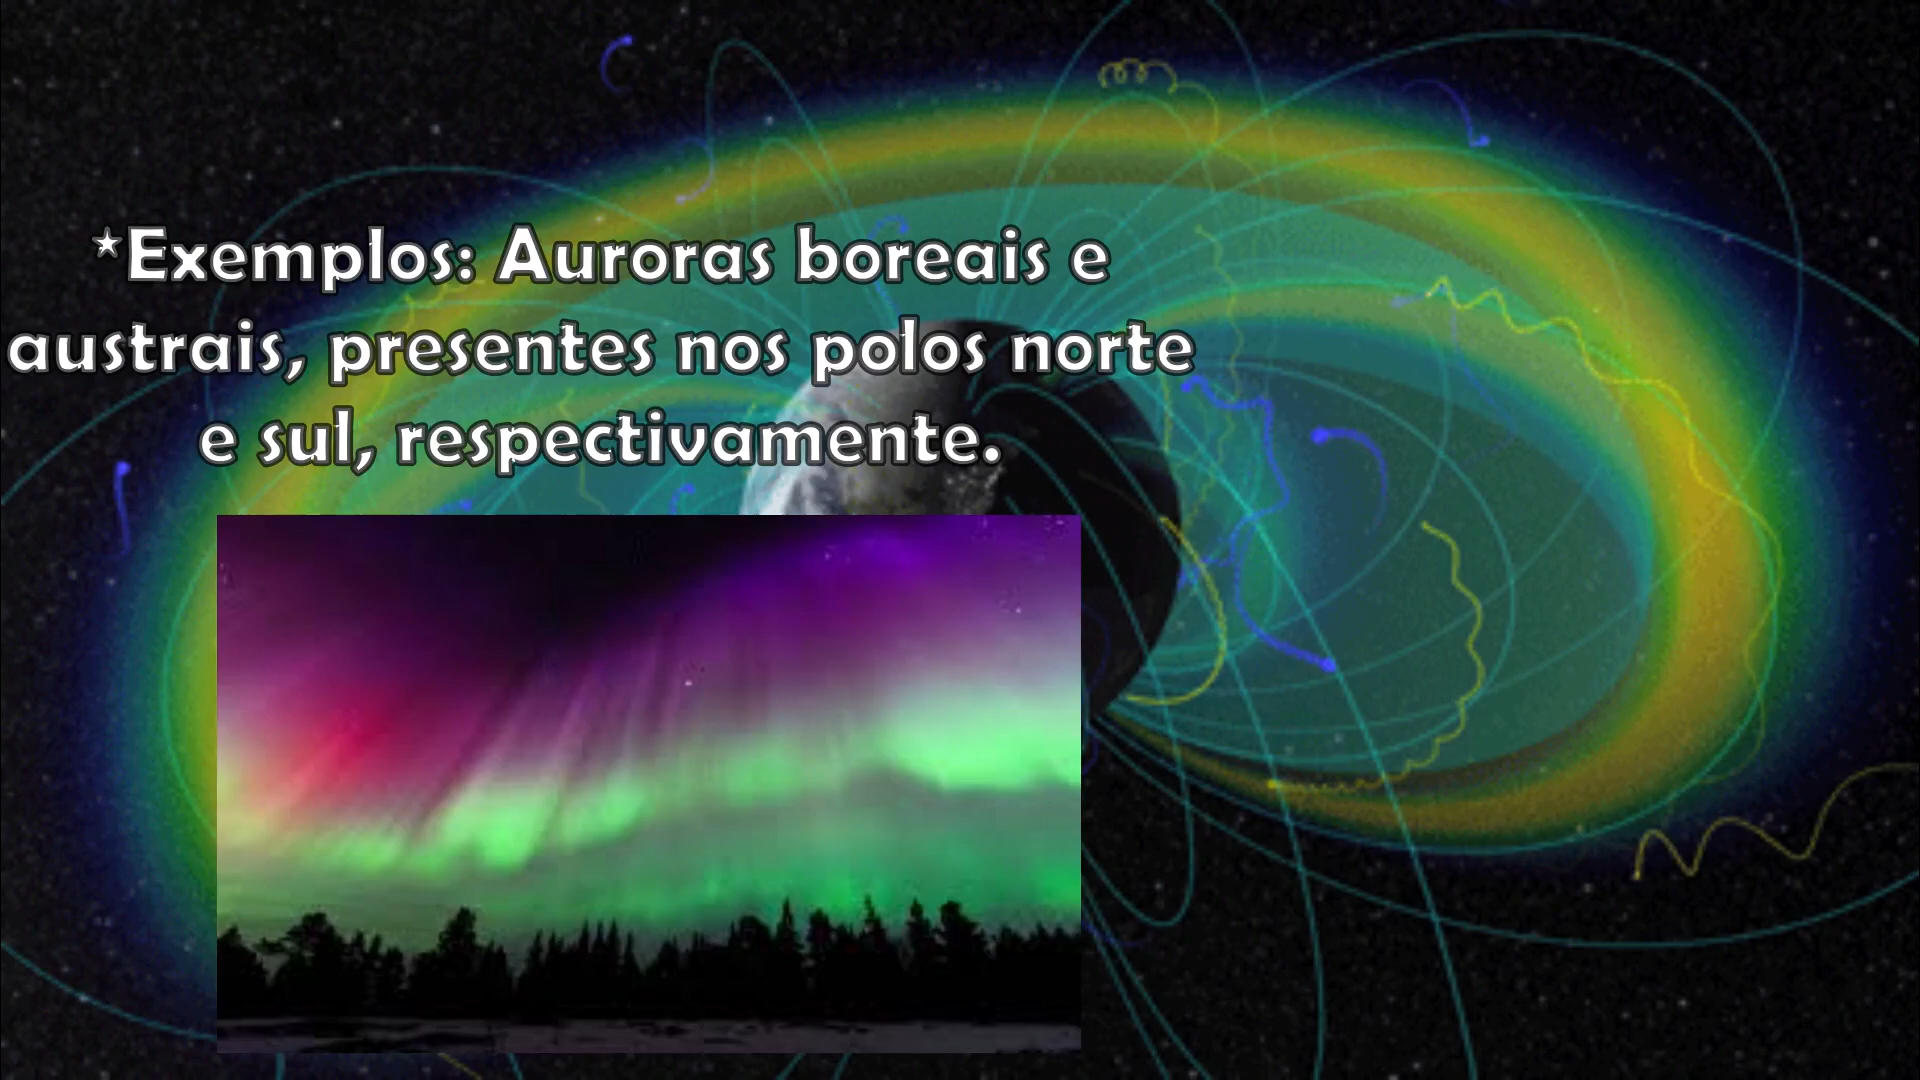 *Exemplos: Auroras boreais e
austrais, presentes nos polos norte
e sul, respectivamente.